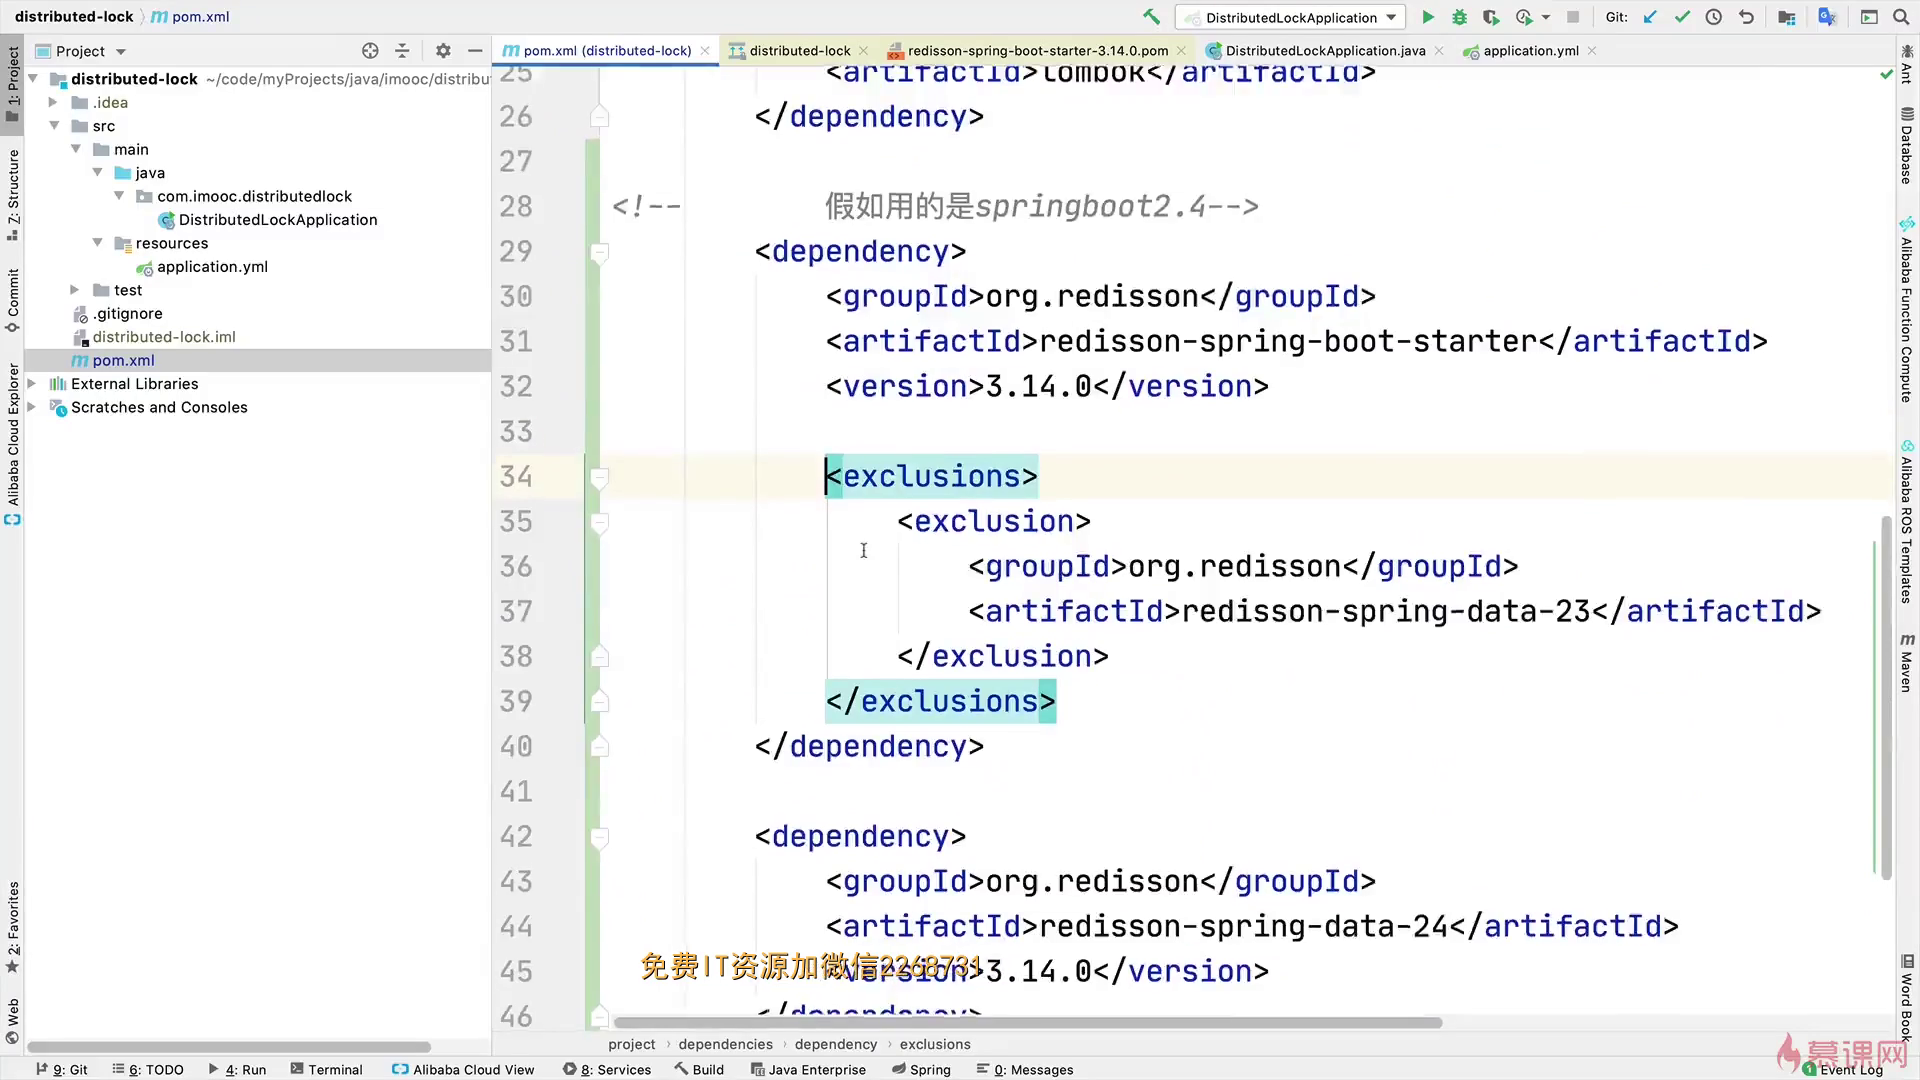 distributed-lock pom.xml
DistributedLockApplication
Git:
1: Project
7: Structure
Commit
Alibaba Cloud Explorer
2: Favorites
Web
Project
distributed-lock ~/code/myProjects/java/imooc/distribu
.idea
src
main
java
com.imooc.distributedlock
DistributedLockApplication
resources
application.yml
test
.gitignore
distributed-lock.iml
pom.xml
External Libraries
Scratches and Consoles
pom.xml (distributed-lock)
distributed-lock
redisson-spring-boot-starter-3.14.0.pom
DistributedLockApplication.java
application.yml
25 <artifactId>lombok</artifactId>
26 </dependency>
27
28 <!-- 假如用的是springboot2.4-->
29 <dependency>
30 <groupId>org.redisson</groupId>
31 <artifactId>redisson-spring-boot-starter</artifactId>
32 <version>3.14.0</version>
33
34 <exclusions>
35 <exclusion>
36 <groupId>org.redisson</groupId>
37 <artifactId>redisson-spring-data-23</artifactId>
38 </exclusion>
39 </exclusions>
40 </dependency>
41
42 <dependency>
43 <groupId>org.redisson</groupId>
44 <artifactId>redisson-spring-data-24</artifactId>
45 <version>3.14.0</version>
免费IT资源加微信2268731
46 </dependency>
project › dependencies › dependency › exclusions
Ant
Database
Alibaba Function Compute
Alibaba ROS Templates
Maven
Word Book
慕课网
9: Git
6: TODO
4: Run
Terminal
Alibaba Cloud View
8: Services
Build
Java Enterprise
Spring
0: Messages
1 Event Log